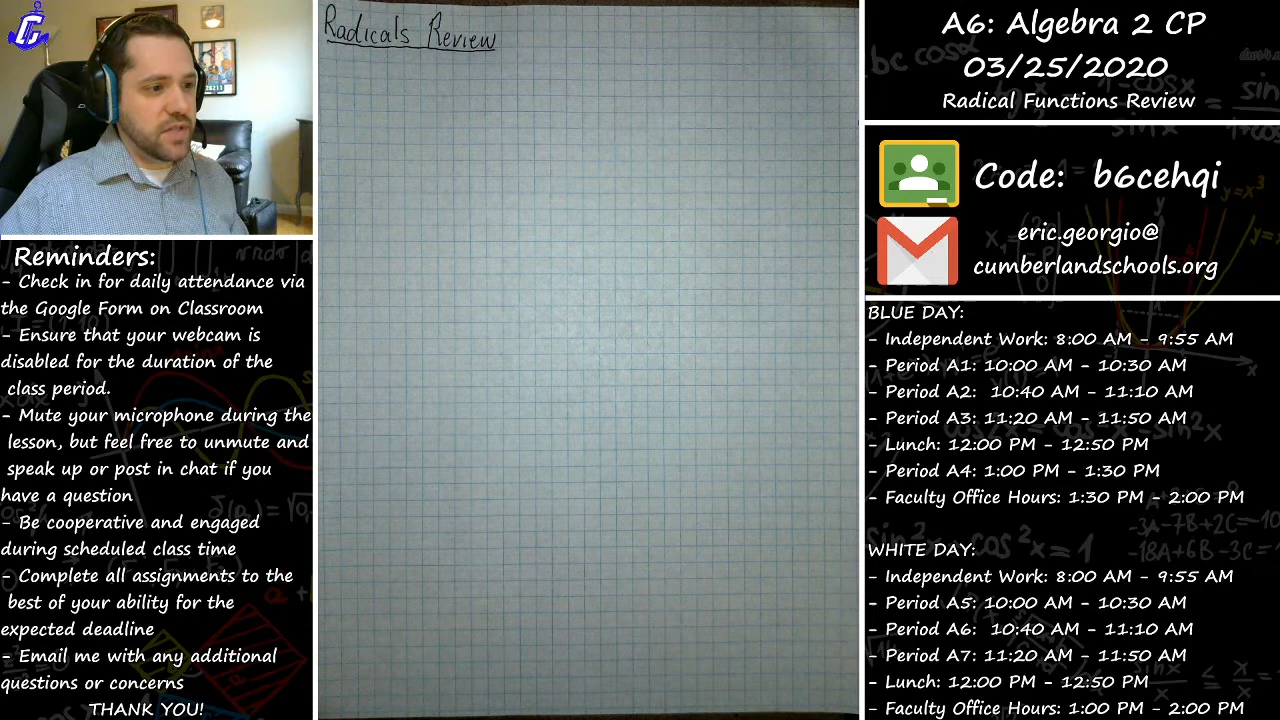 C
Radicals Review
A6: Algebra 2 CP
03/25/2020
Radical Functions Review
Code: b6cehqi
eric.georgio@
cumberlandschools.org
Reminders:
- Check in for daily attendance via
the Google Form on Classroom
- Ensure that your webcam is
disabled for the duration of the
class period.
- Mute your microphone during the
lesson, but feel free to unmute and
speak up or post in chat if you
have a question
- Be cooperative and engaged
during scheduled class time
- Complete all assignments to the
best of your ability for the
expected deadline
- Email me with any additional
questions or concerns
THANK YOU!
BLUE DAY:
- Independent Work: 8:00 AM - 9:55 AM
- Period A1: 10:00 AM - 10:30 AM
- Period A2: 10:40 AM - 11:10 AM
- Period A3: 11:20 AM - 11:50 AM
- Lunch: 12:00 PM - 12:50 PM
- Period A4: 1:00 PM - 1:30 PM
- Faculty Office Hours: 1:30 PM - 2:00 PM
WHITE DAY:
- Independent Work: 8:00 AM - 9:55 AM
- Period A5: 10:00 AM - 10:30 AM
- Period A6: 10:40 AM - 11:10 AM
- Period A7: 11:20 AM - 11:50 AM
- Lunch: 12:00 PM - 12:50 PM
- Faculty Office Hours: 1:00 PM - 2:00 PM